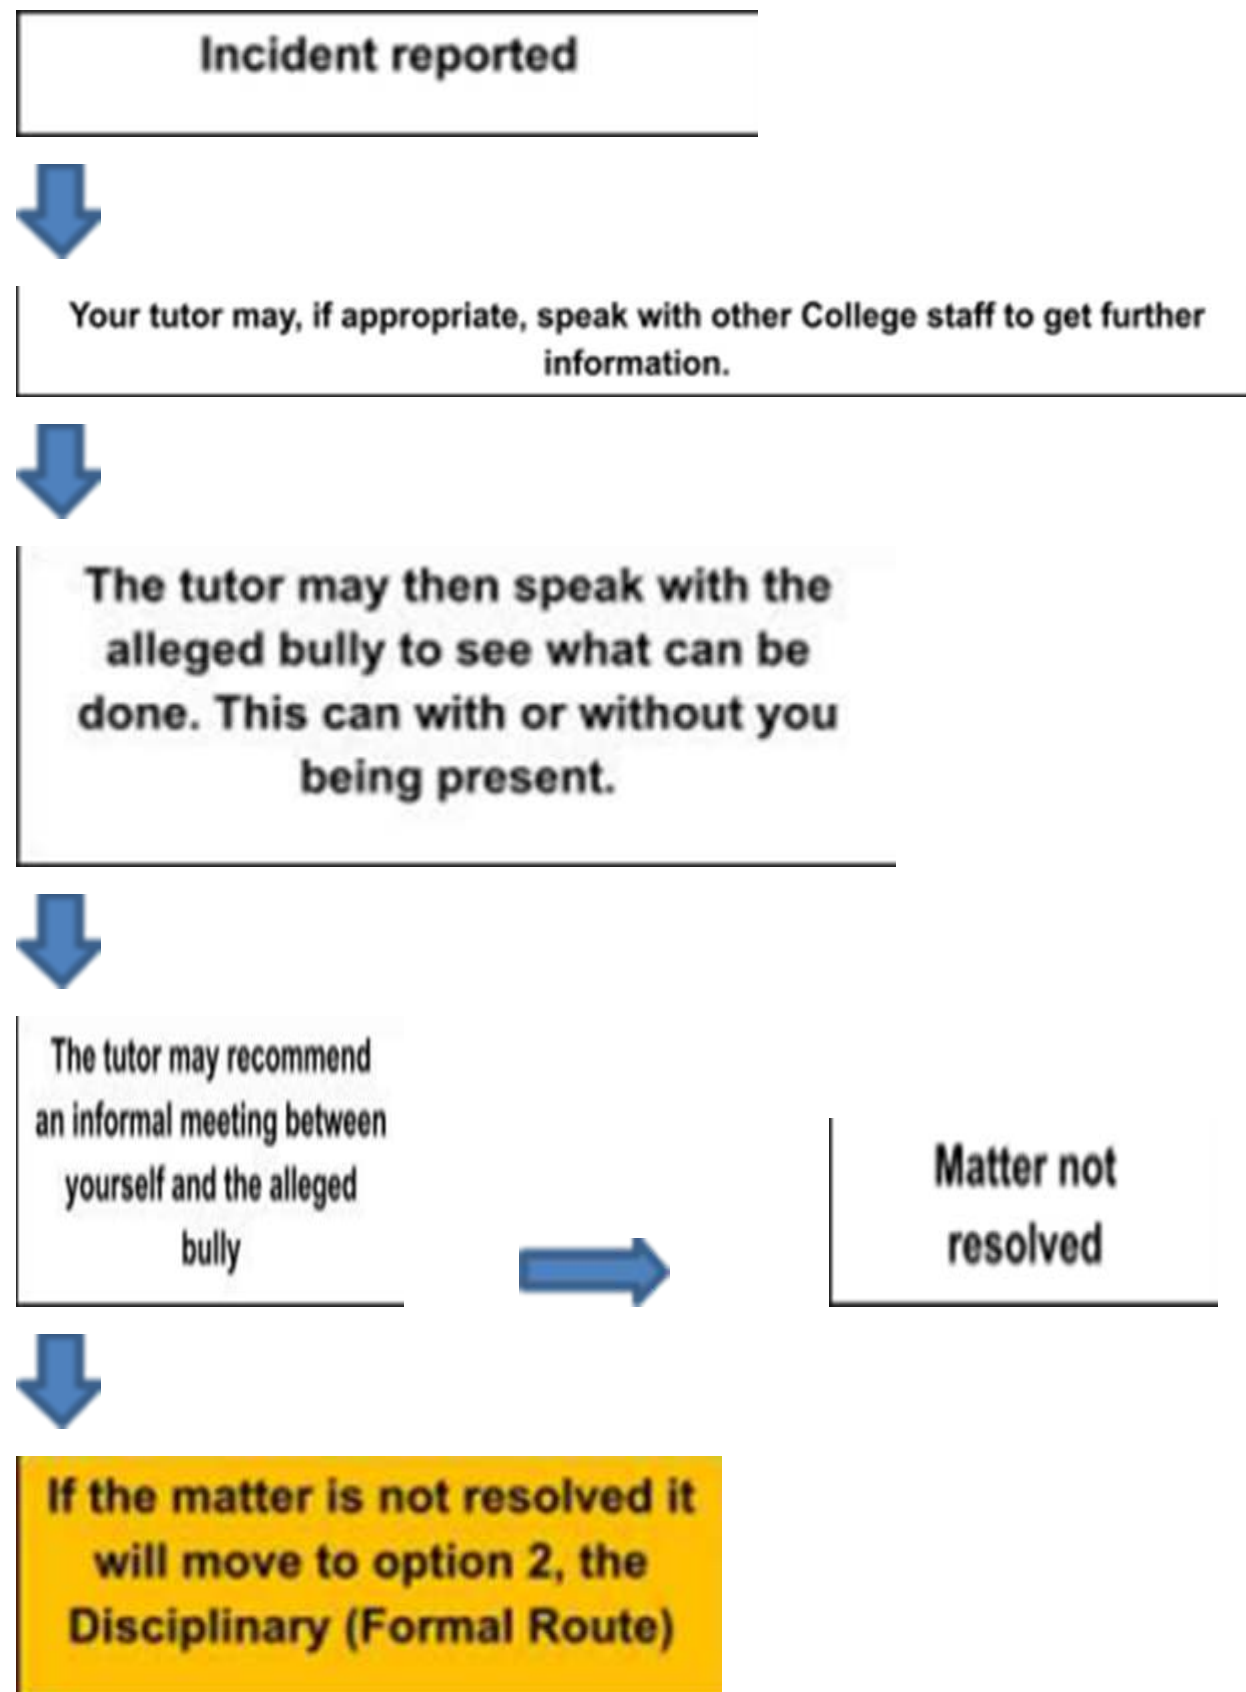 Incident reported
Your tutor may, if appropriate, speak with other College staff to get further
information.
The tutor may then speak with the
alleged bully to see what can be
done. This can with or without you
being present.
The tutor may recommend
an informal meeting between
yourself and the alleged
bully
Matter not
resolved
If the matter is not resolved it
will move to option 2, the
Disciplinary (Formal Route)